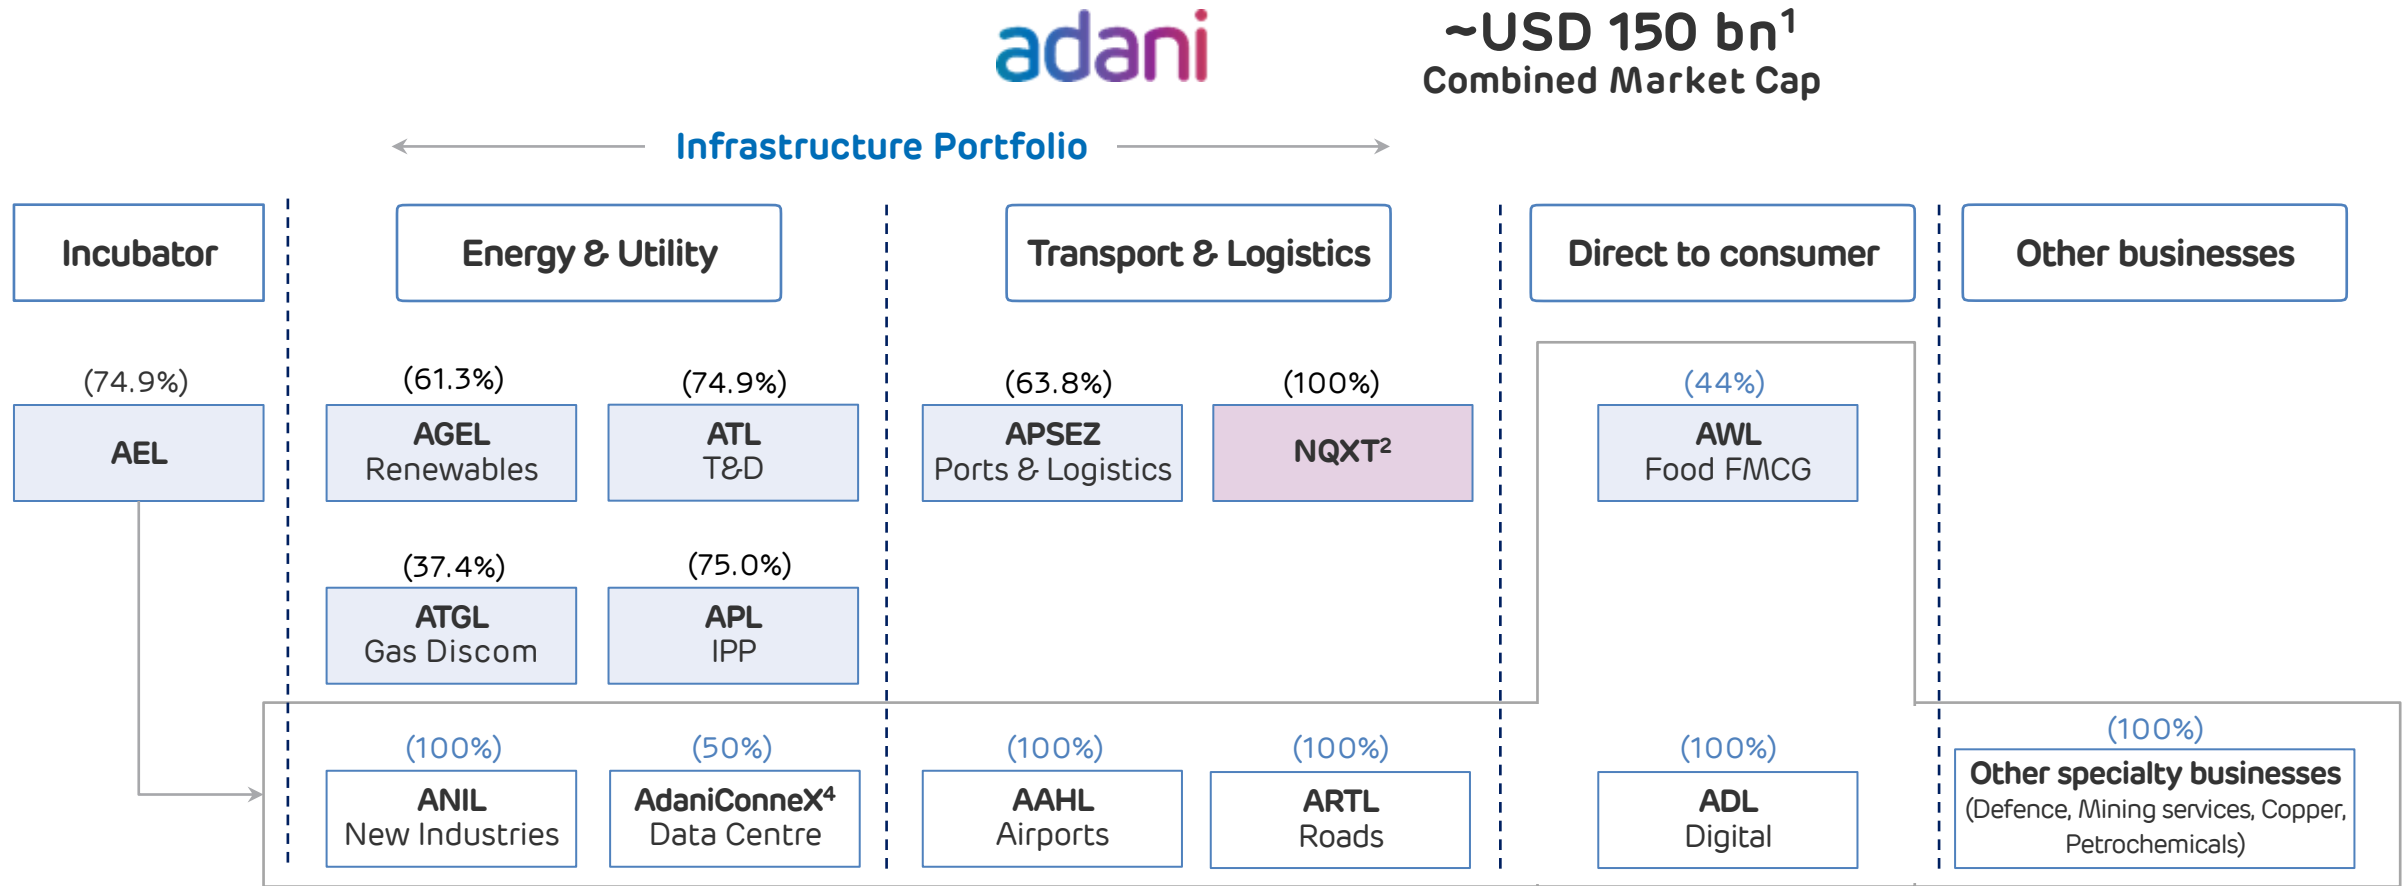 adani
~USD 150 bn¹
Combined Market Cap
Infrastructure Portfolio
Incubator
Energy & Utility
Transport & Logistics
Direct to consumer
Other businesses
(74.9%)
AEL
(61.3%)
AGEL
Renewables
(74.9%)
ATL
T&D
(63.8%)
APSEZ
Ports & Logistics
(100%)
NQXT²
(44%)
AWL
Food FMCG
(37.4%)
ATGL
Gas Discom
(75.0%)
APL
IPP
(100%)
ANIL
New Industries
(50%)
AdaniConneX⁴
Data Centre
(100%)
AAHL
Airports
(100%)
ARTL
Roads
(100%)
ADL
Digital
(100%)
Other specialty businesses
(Defence, Mining services, Copper,
Petrochemicals)